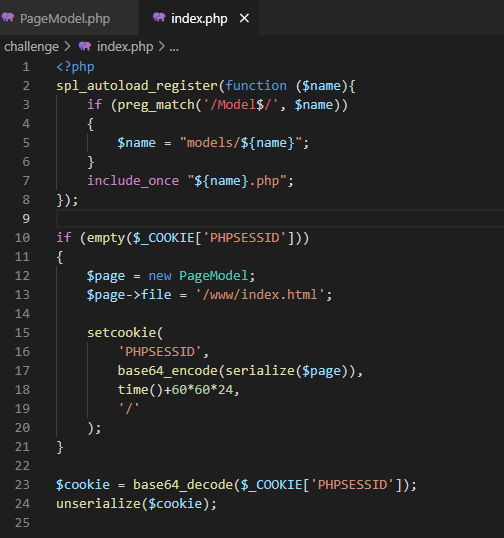 PageModel.php index.php ×
challenge > index.php > ...
1 <?php
2 spl_autoload_register(function ($name){
3     if (preg_match('/Model$/', $name))
4     {
5         $name = "models/${name}";
6     }
7     include_once "${name}.php";
8 });
9
10 if (empty($_COOKIE['PHPSESSID']))
11 {
12     $page = new PageModel;
13     $page->file = '/www/index.html';
14
15     setcookie(
16         'PHPSESSID',
17         base64_encode(serialize($page)),
18         time()+60*60*24,
19         '/'
20     );
21 }
22
23 $cookie = base64_decode($_COOKIE['PHPSESSID']);
24 unserialize($cookie);
25